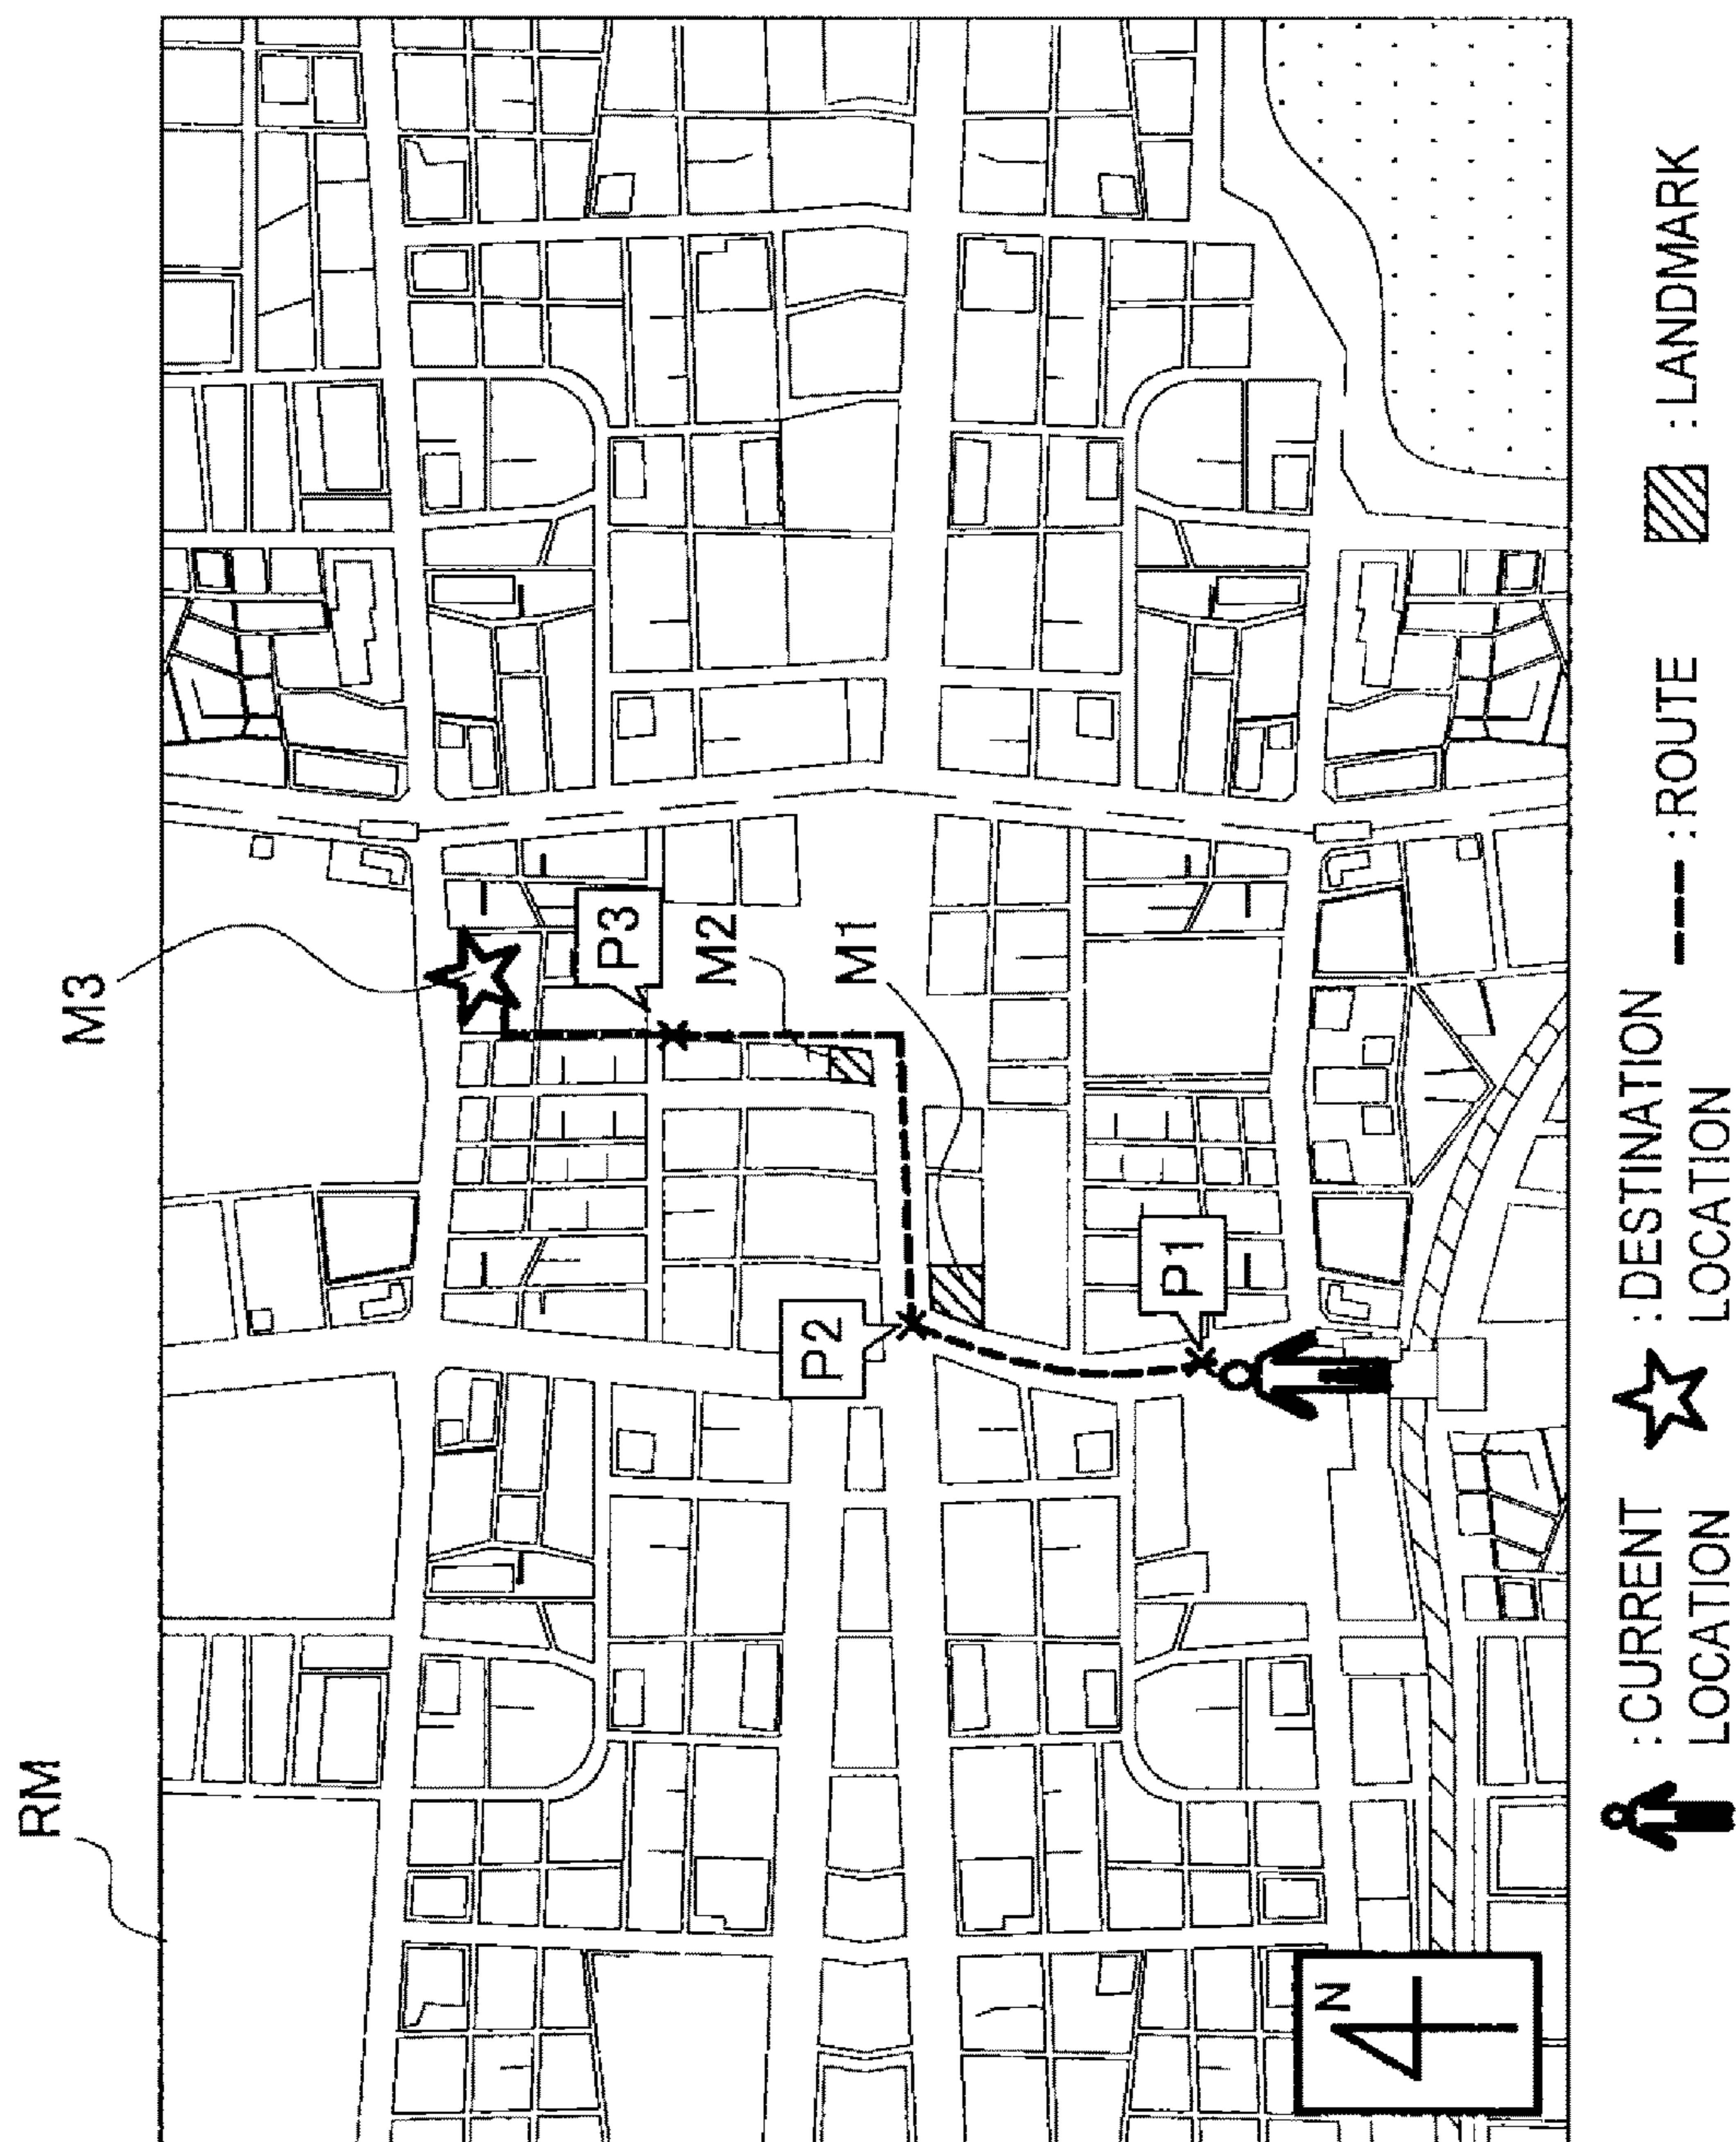 RM
M3
P3
M2
P2
M1
P1
N
:CURRENT
LOCATION
:DESTINATION
LOCATION
:ROUTE
:LANDMARK